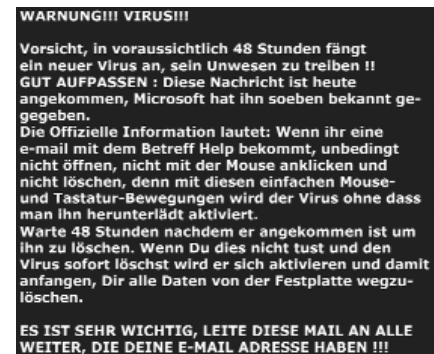 WARNUNG!!! VIRUS!!!
Vorsicht, in voraussichtlich 48 Stunden fängt
ein neuer Virus an, sein Unwesen zu treiben !!
GUT AUFPASSEN : Diese Nachricht ist heute
angekommen, Microsoft hat ihn soeben bekannt ge-
gegeben.
Die Offizielle Information lautet: Wenn ihr eine
e-mail mit dem Betreff Help bekommt, unbedingt
nicht öffnen, nicht mit der Mouse anklicken und
nicht löschen, denn mit diesen einfachen Mouse-
und Tastatur-Bewegungen wird der Virus ohne dass
man ihn herunterlädt aktiviert.
Warte 48 Stunden nachdem er angekommen ist um
ihn zu löschen. Wenn Du dies nicht tust und den
Virus sofort löschst wird er sich aktivieren und damit
anfangen, Dir alle Daten von der Festplatte wegzu-
löschen.
ES IST SEHR WICHTIG, LEITE DIESE MAIL AN ALLE
WEITER, DIE DEINE E-MAIL ADRESSE HABEN !!!